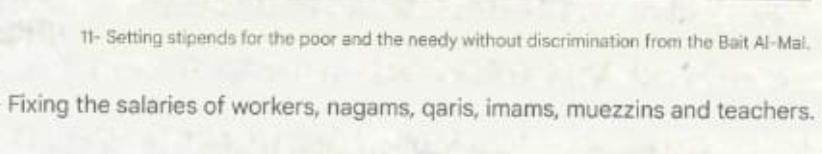 11- Setting stipends for the poor and the needy without discrimination from the Bait Al-Mal.
Fixing the salaries of workers, nagams, qaris, imams, muezzins and teachers.